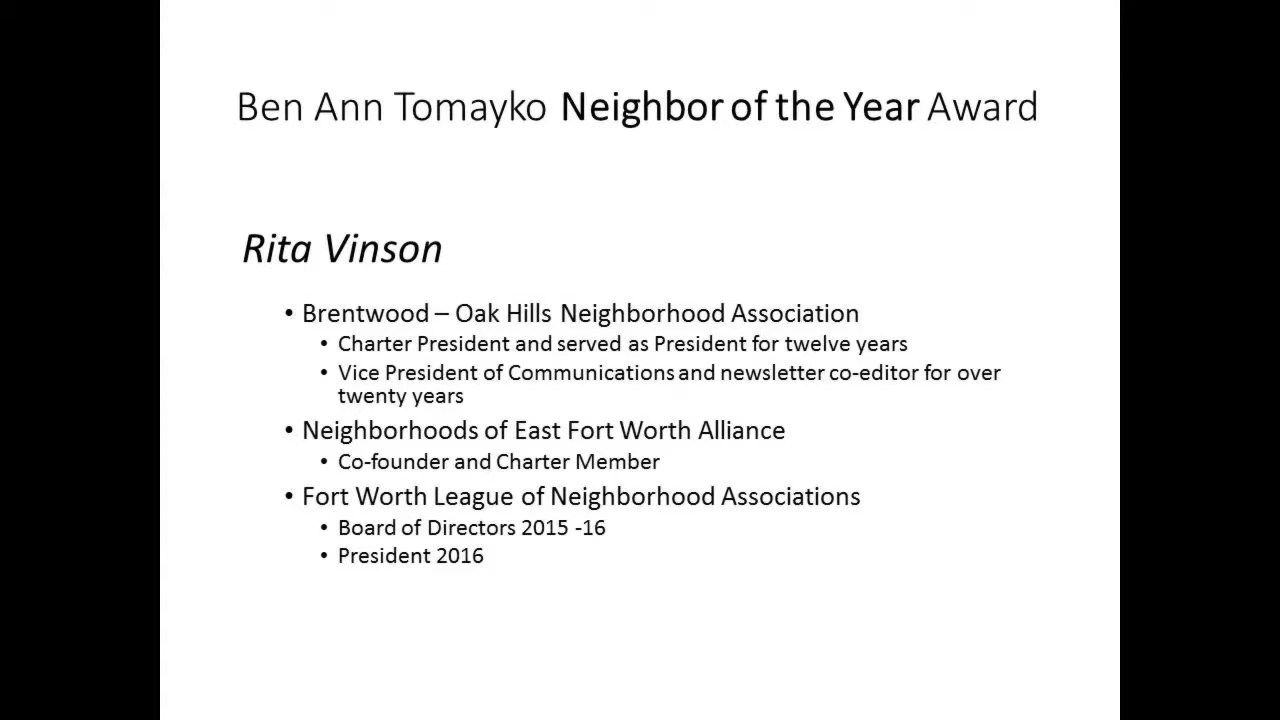 Ben Ann Tomayko Neighbor of the Year Award
Rita Vinson
• Brentwood – Oak Hills Neighborhood Association
• Charter President and served as President for twelve years
• Vice President of Communications and newsletter co-editor for over
twenty years
• Neighborhoods of East Fort Worth Alliance
• Co-founder and Charter Member
• Fort Worth League of Neighborhood Associations
• Board of Directors 2015 -16
• President 2016